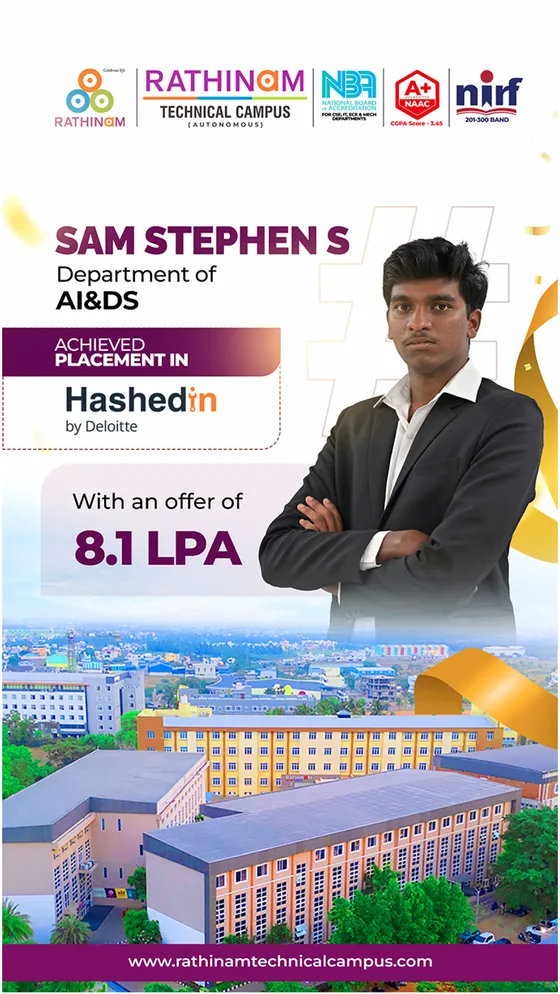 Celebrate life
RATHINAM
RATHINAM
TECHNICAL CAMPUS
(AUTONOMOUS)
NBA
NATIONAL BOARD
OF ACCREDITATION
FOR CSE, IT, ECE & MECH
DEPARTMENTS
A+
NAAC
CGPA Score - 3.45
nirf
201-300 BAND
#
SAM STEPHEN S
Department of
AI&DS
ACHIEVED
PLACEMENT IN
Hashedin
by Deloitte
With an offer of
8.1 LPA
RATHINAM
www.rathinamtechnicalcampus.com